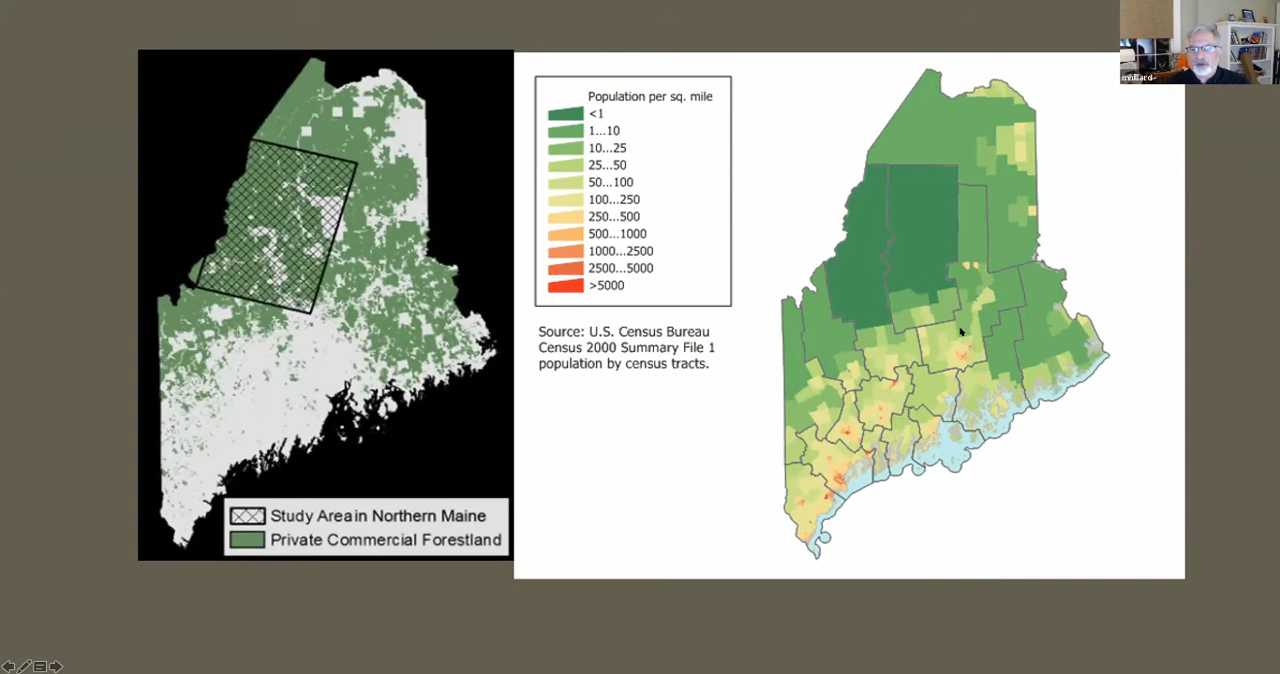 Study Area in Northern Maine
Private Commercial Forestland
Population per sq. mile
<1
1...10
10...25
25...50
50...100
100...250
250...500
500...1000
1000...2500
2500...5000
>5000
Source: U.S. Census Bureau
Census 2000 Summary File 1
population by census tracts.
mhillard